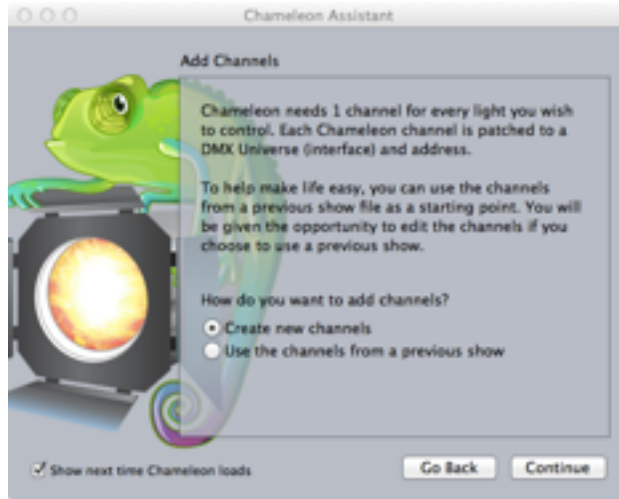 Chameleon Assistant
Add Channels
Chameleon needs 1 channel for every light you wish
to control. Each Chameleon channel is patched to a
DMX Universe (interface) and address.
To help make life easy, you can use the channels
from a previous show file as a starting point. You will
be given the opportunity to edit the channels if you
choose to use a previous show.
How do you want to add channels?
Create new channels
Use the channels from a previous show
Show next time Chameleon loads
Go Back
Continue